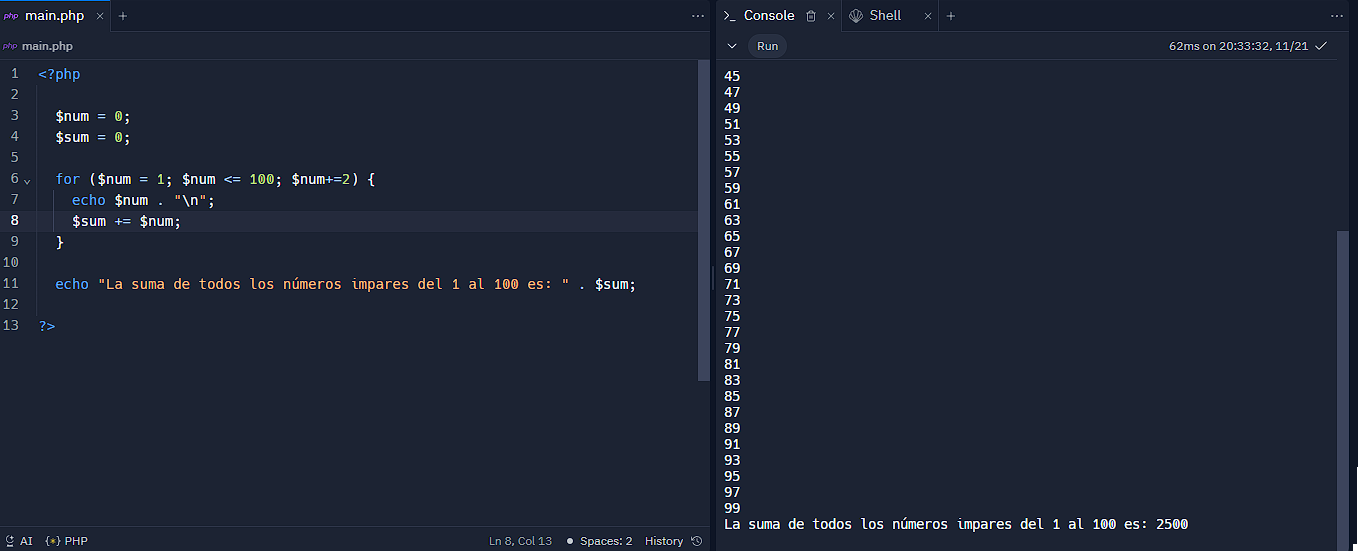 php main.php × +
php main.php
1 <?php
2
3 $num = 0;
4 $sum = 0;
5
6 for ($num = 1; $num <= 100; $num+=2) {
7 echo $num . "\n";
8 $sum += $num;
9 }
10
11 echo "La suma de todos los números impares del 1 al 100 es: " . $sum;
12
13 ?>
AI {} PHP Ln 8, Col 13 Spaces: 2 History
>_ Console × Shell × +
Run 62ms on 20:33:32, 11/21
45
47
49
51
53
55
57
59
61
63
65
67
69
71
73
75
77
79
81
83
85
87
89
91
93
95
97
99
La suma de todos los números impares del 1 al 100 es: 2500